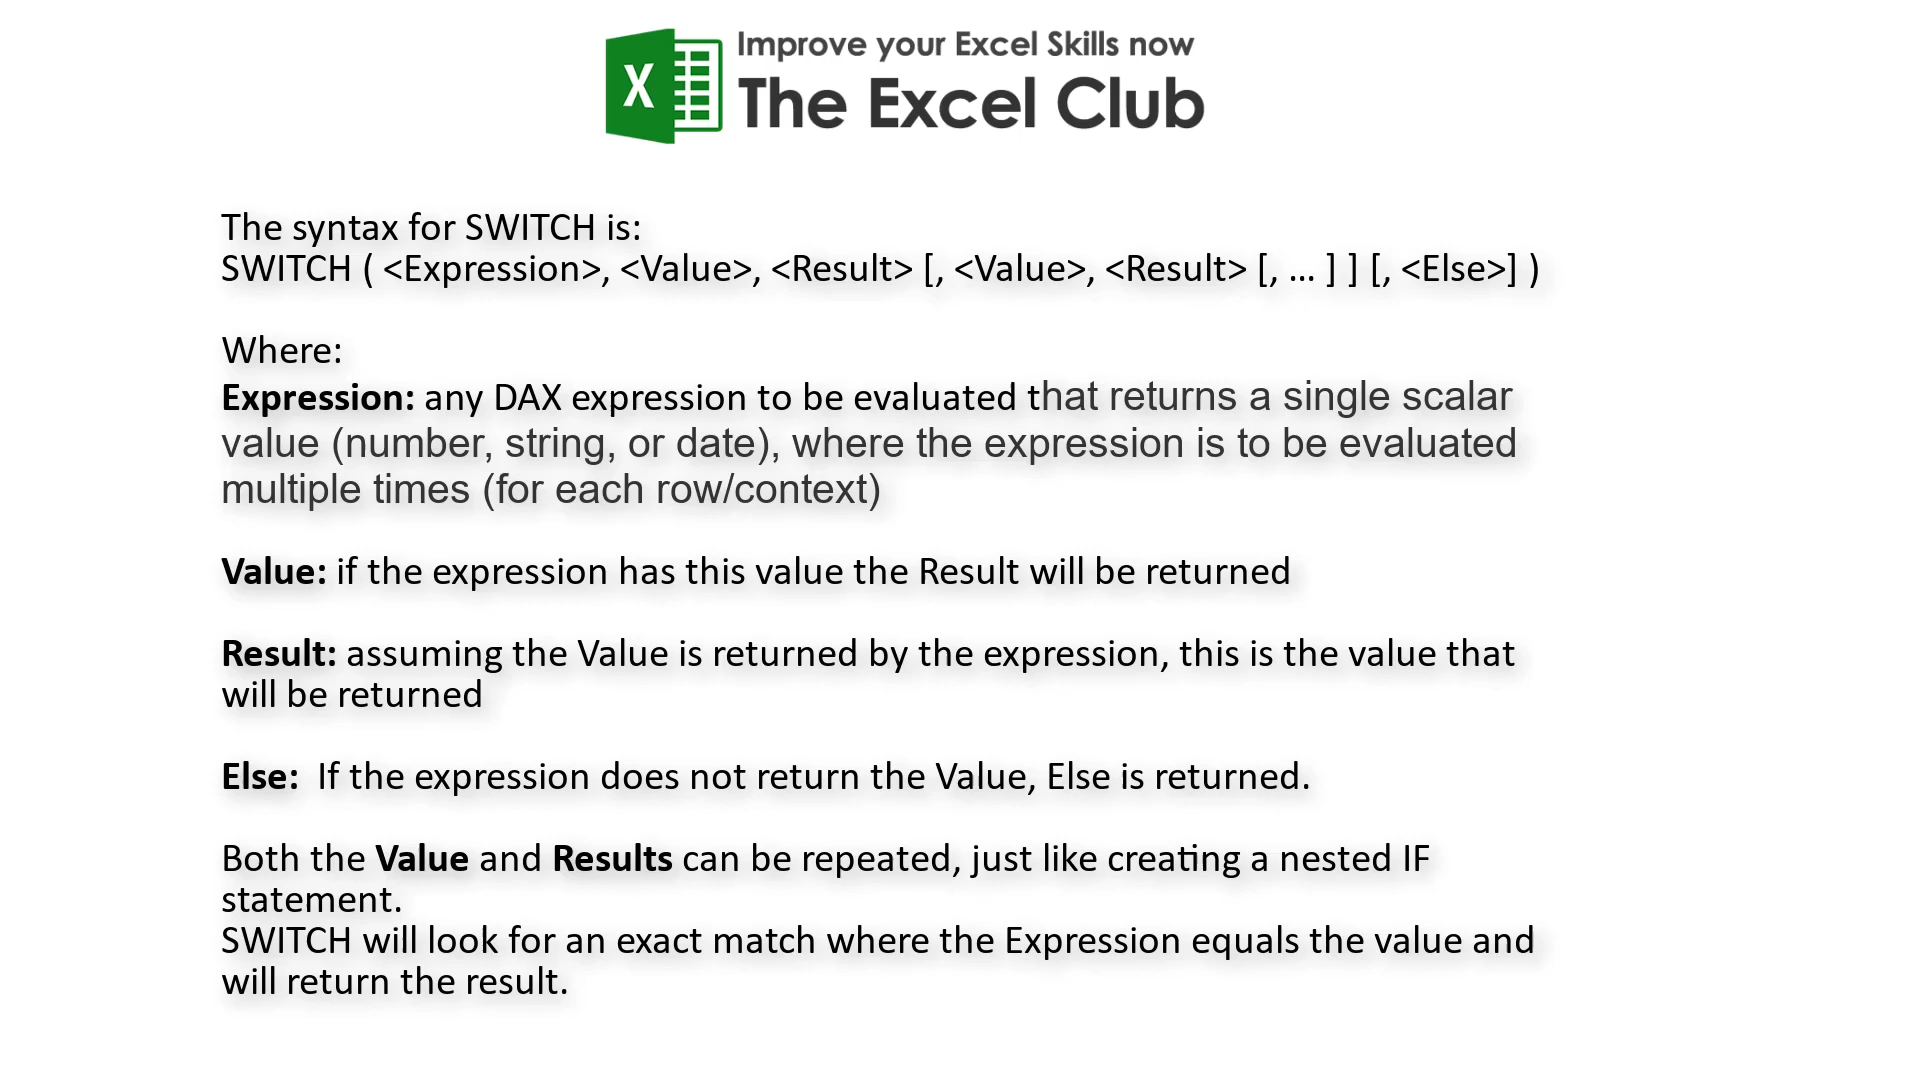 Improve your Excel Skills now
X
The Excel Club
The syntax for SWITCH is:
SWITCH ( <Expression>, <Value>, <Result> [, <Value>, <Result> [, … ] ] [, <Else>] )
Where:
Expression: any DAX expression to be evaluated that returns a single scalar
value (number, string, or date), where the expression is to be evaluated
multiple times (for each row/context)
Value: if the expression has this value the Result will be returned
Result: assuming the Value is returned by the expression, this is the value that
will be returned
Else:  If the expression does not return the Value, Else is returned.
Both the Value and Results can be repeated, just like creating a nested IF
statement.
SWITCH will look for an exact match where the Expression equals the value and
will return the result.